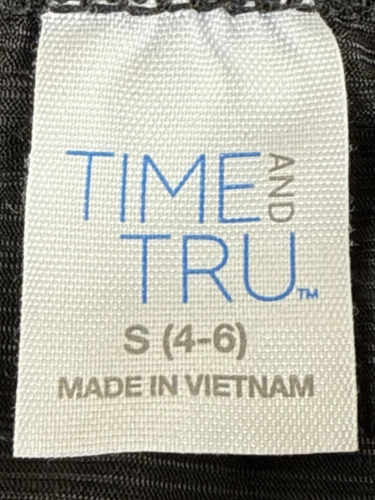 TIME AND
TRU™
S (4-6)
MADE IN VIETNAM